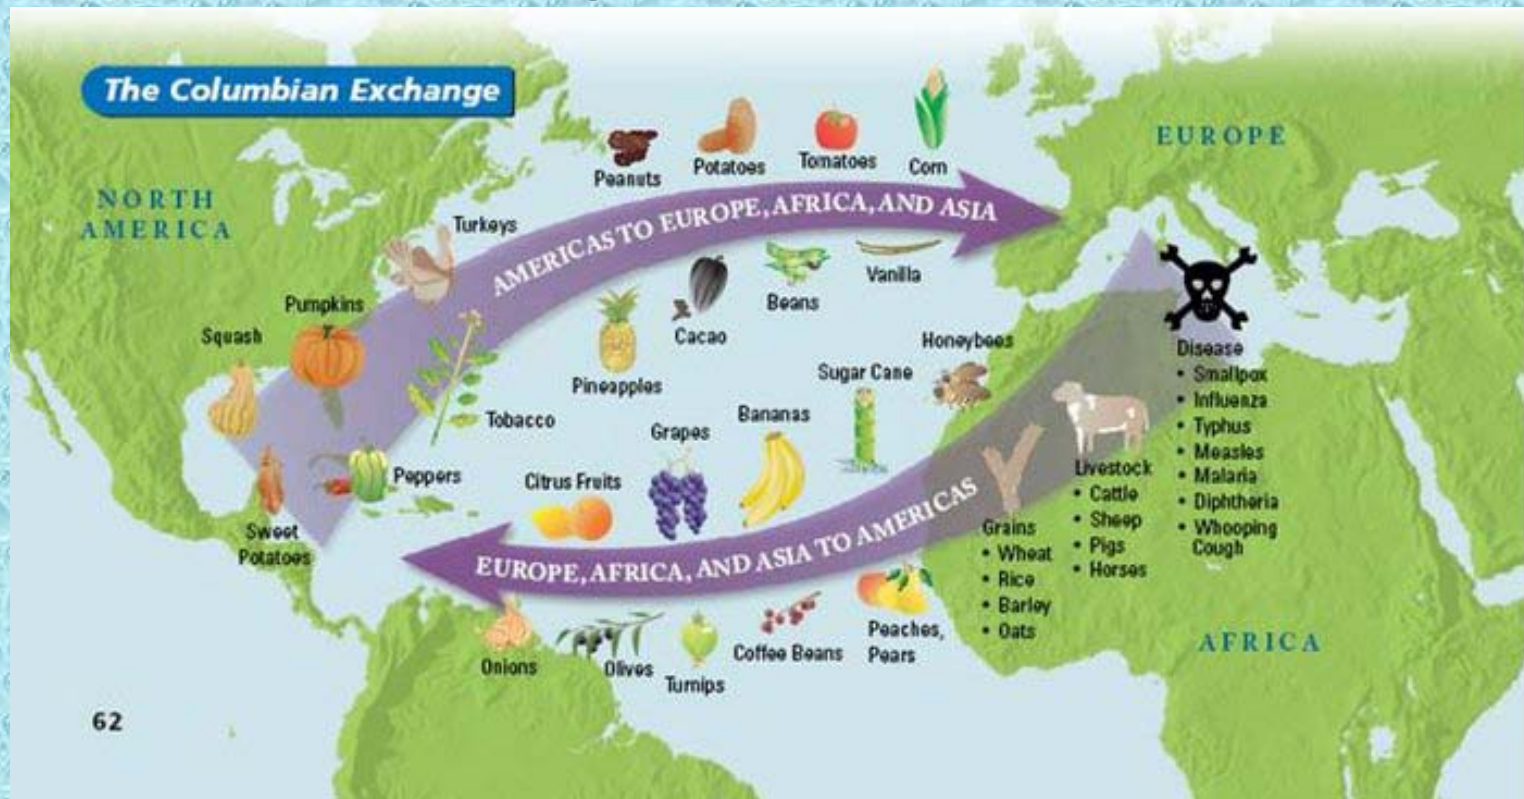 The Columbian Exchange
NORTH
AMERICA
EUROPE
AFRICA
Peanuts
Potatoes
Tomatoes
Corn
AMERICAS TO EUROPE, AFRICA, AND ASIA
Turkeys
Pumpkins
Squash
Tobacco
Pineapples
Cacao
Beans
Vanilla
Peppers
Sweet
Potatoes
Honeybees
Sugar Cane
Bananas
Grapes
Citrus Fruits
EUROPE, AFRICA, AND ASIA TO AMERICAS
Onions
Olives
Turnips
Coffee Beans
Peaches,
Pears
Grains
• Wheat
• Rice
• Barley
• Oats
Livestock
• Cattle
• Sheep
• Pigs
• Horses
Disease
• Smallpox
• Influenza
• Typhus
• Measles
• Malaria
• Diphtheria
• Whooping
Cough
62